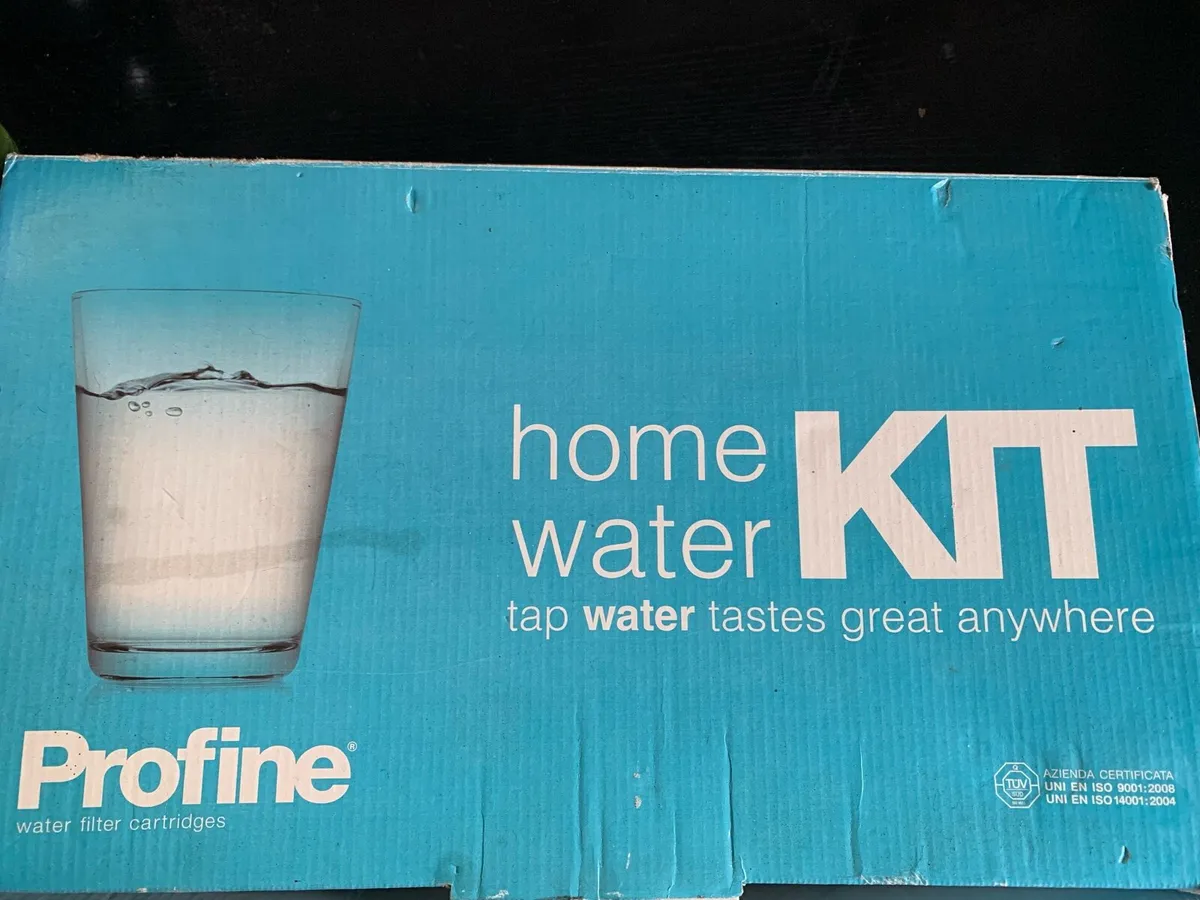 home
water KIT
tap water tastes great anywhere
Profine®
water filter cartridges
TÜV
AZIENDA CERTIFICATA
UNI EN ISO 9001:2008
UNI EN ISO 14001:2004